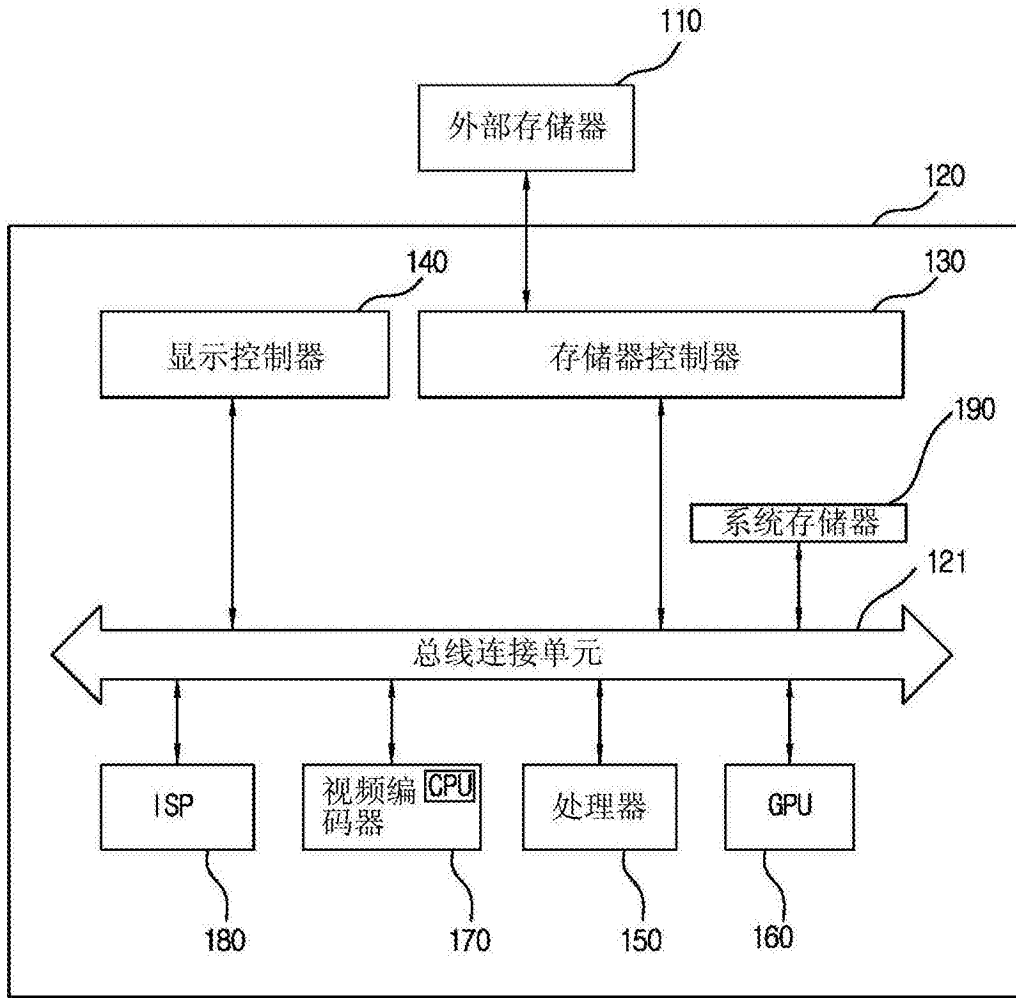 110
外部存储器
120
140
130
显示控制器
存储器控制器
190
系统存储器
121
总线连接单元
ISP
视频编
码器
CPU
处理器
GPU
180
170
150
160